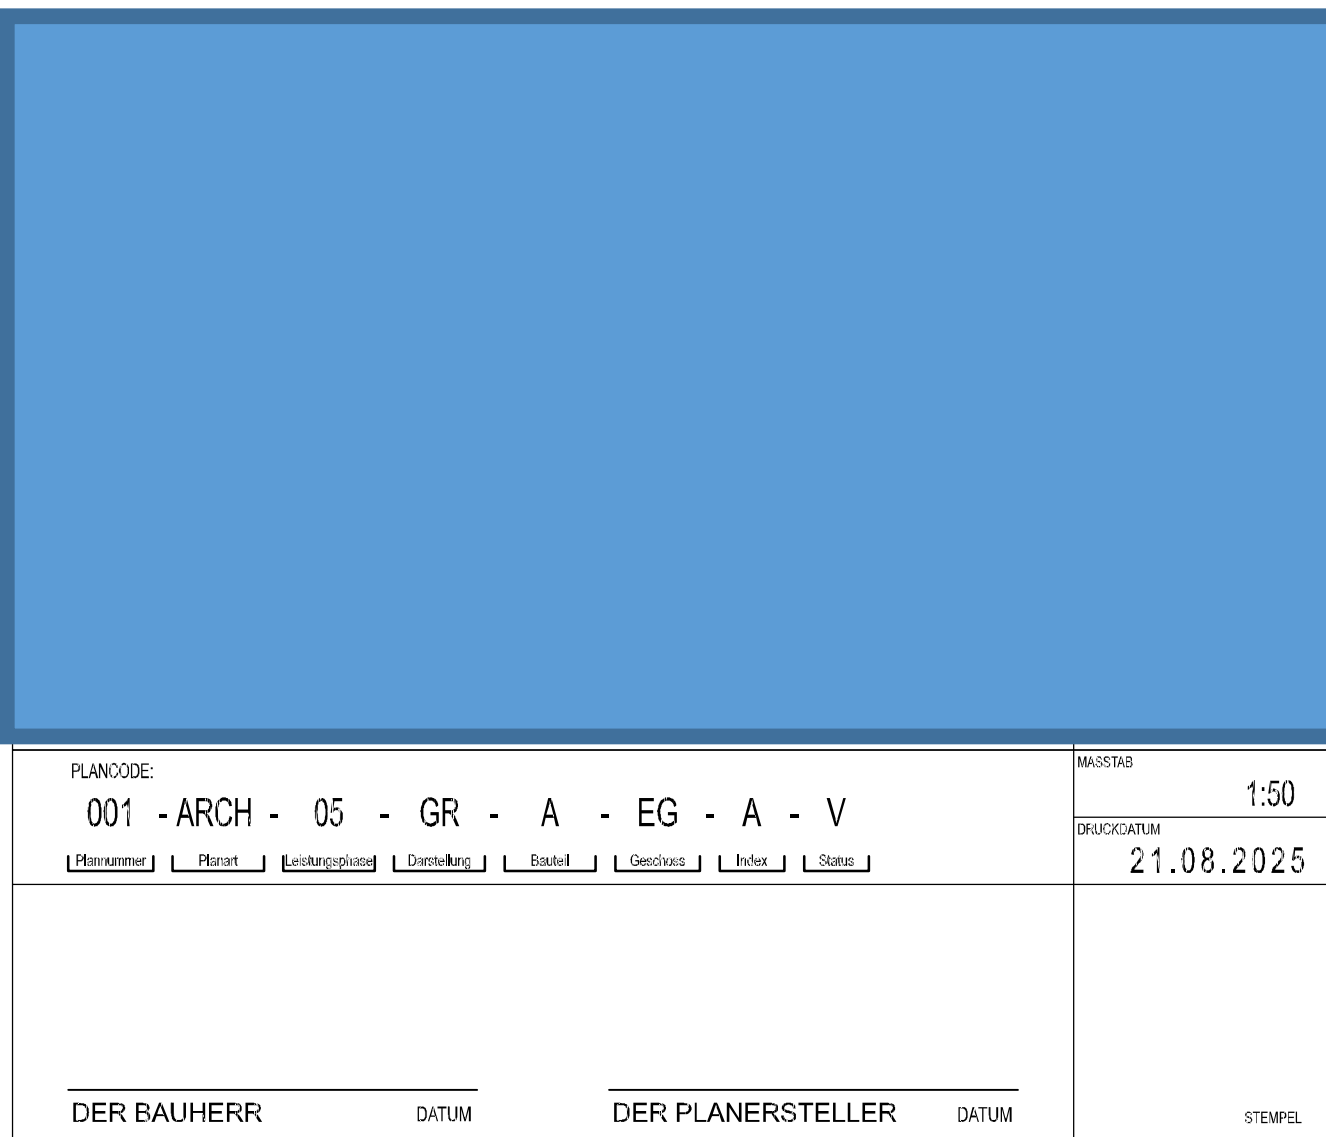 PLANCODE:
001 - ARCH - 05 - GR - A - EG - A - V
Plannummer Planart Leistungsphase Darstellung Bauteil Geschoss Index Status
MASSTAB
1:50
DRUCKDATUM
21.08.2025
DER BAUHERR DATUM DER PLANERSTELLER DATUM
STEMPEL